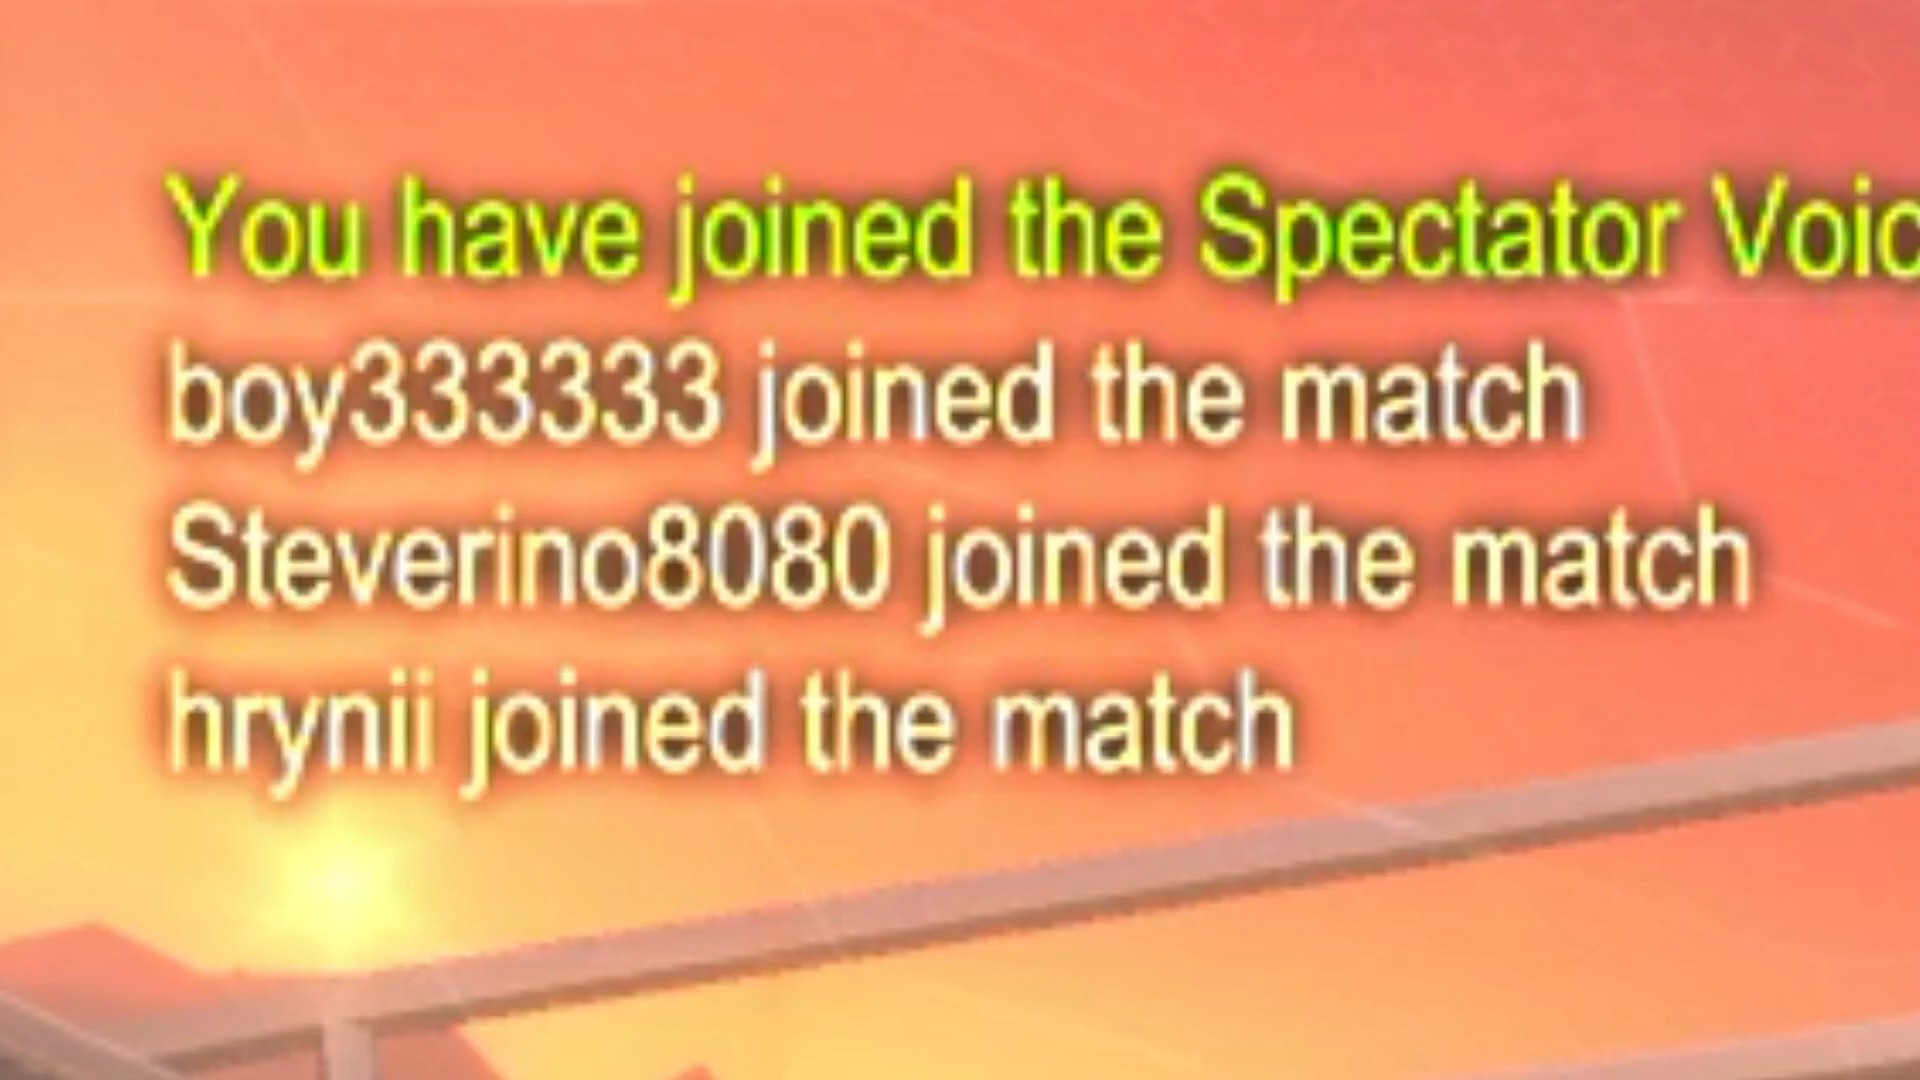 You have joined the Spectator Voic
boy333333 joined the match
Steverino8080 joined the match
hrynii joined the match